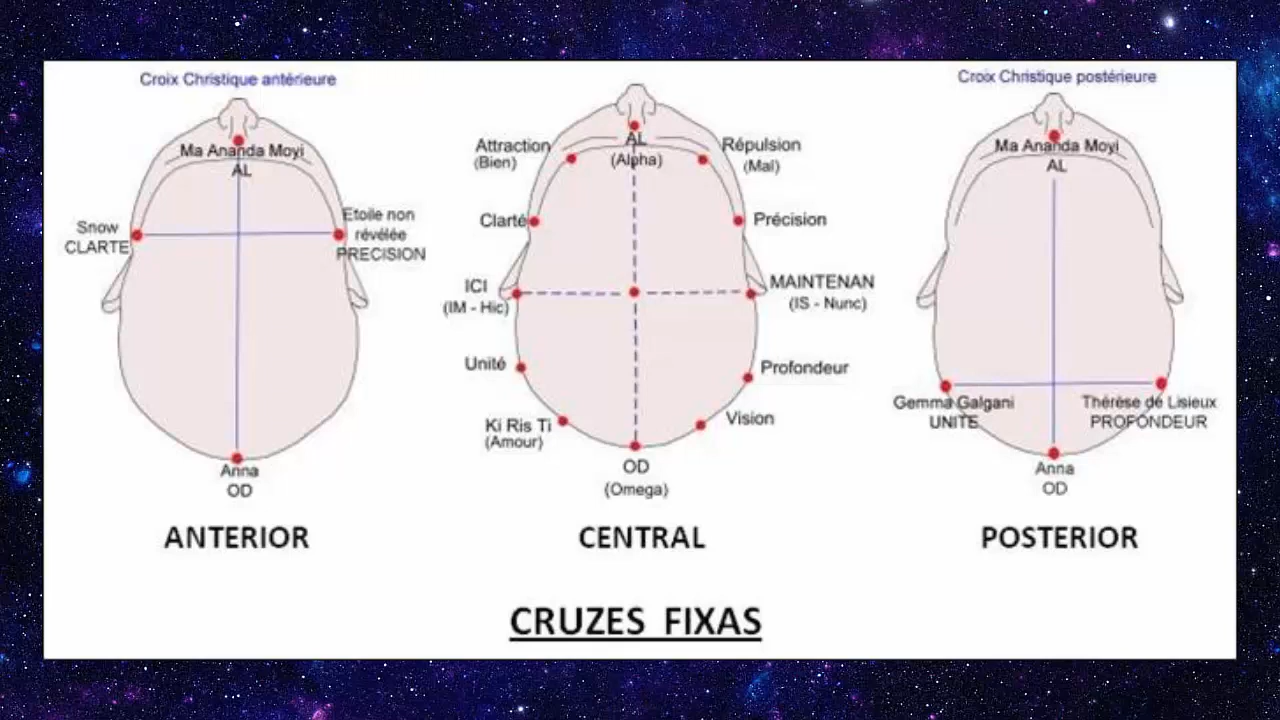 Croix Christique antérieure
Ma Ananda Moyi
AL
Snow
CLARTE
Etoile non
révélée
PRECISION
Anna
OD
ANTERIOR
AL
(Alpha)
Attraction
(Bien)
Répulsion
(Mal)
Clarté
Précision
ICI
(IM - Hic)
MAINTENAN
(IS - Nunc)
Unité
Profondeur
Ki Ris Ti
(Amour)
Vision
OD
(Omega)
CENTRAL
Croix Christique postérieure
Ma Ananda Moyi
AL
Gemma Galgani
UNITE
Thérèse de Lisieux
PROFONDEUR
Anna
OD
POSTERIOR
CRUZES FIXAS